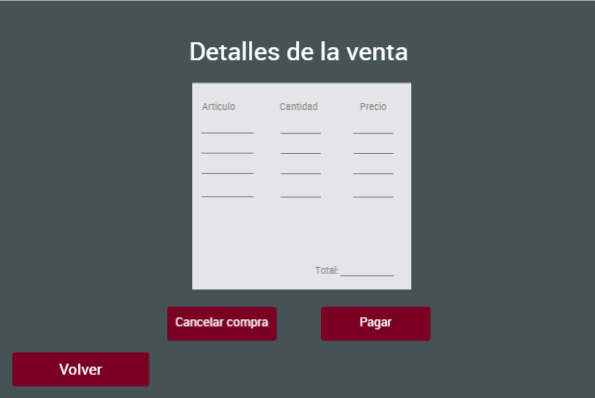 Detalles de la venta
Articulo Cantidad Precio
Total:
Cancelar compra Pagar
Volver